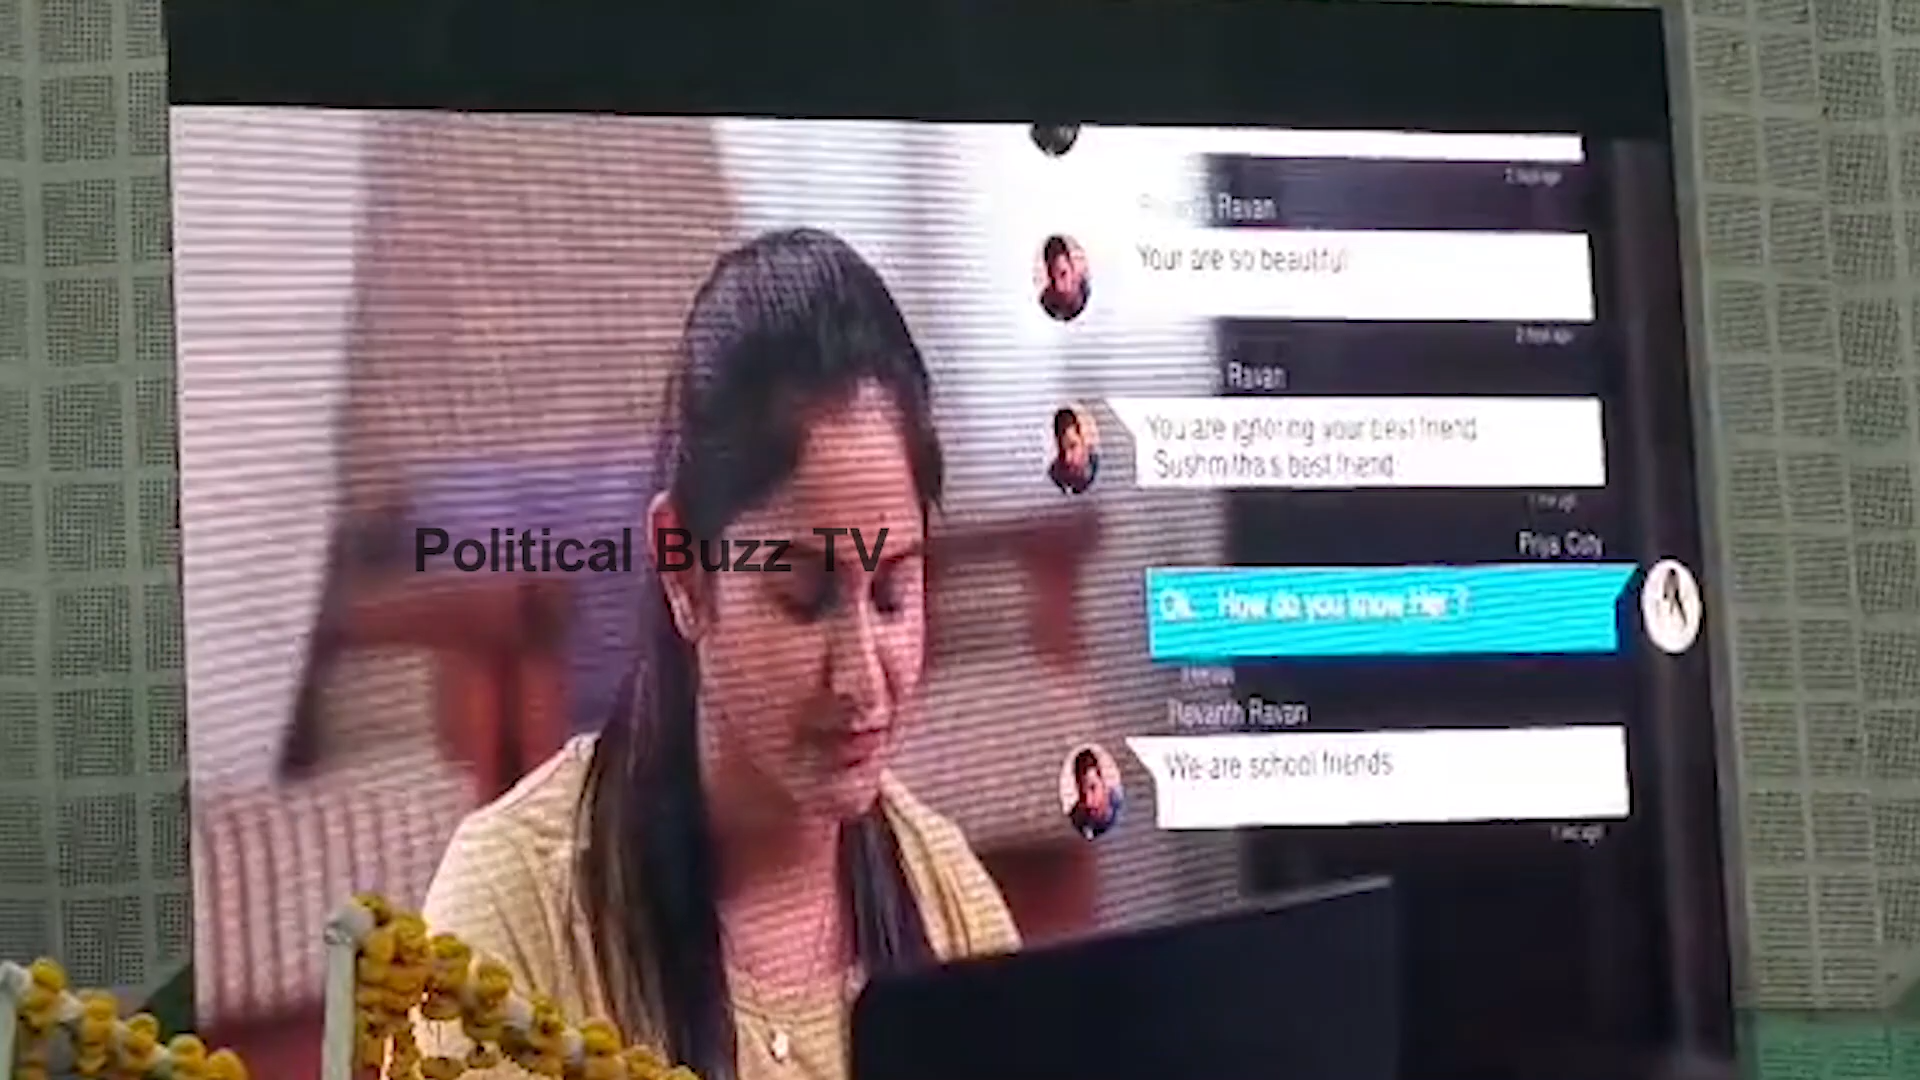 Ravan
Your are so beautiful
Ravan
You are ignoring your best friend
Sushmitha s best friend
Political Buzz TV
Priya
Ok. How do you know Her ?
Revanth Ravan
We are school friends